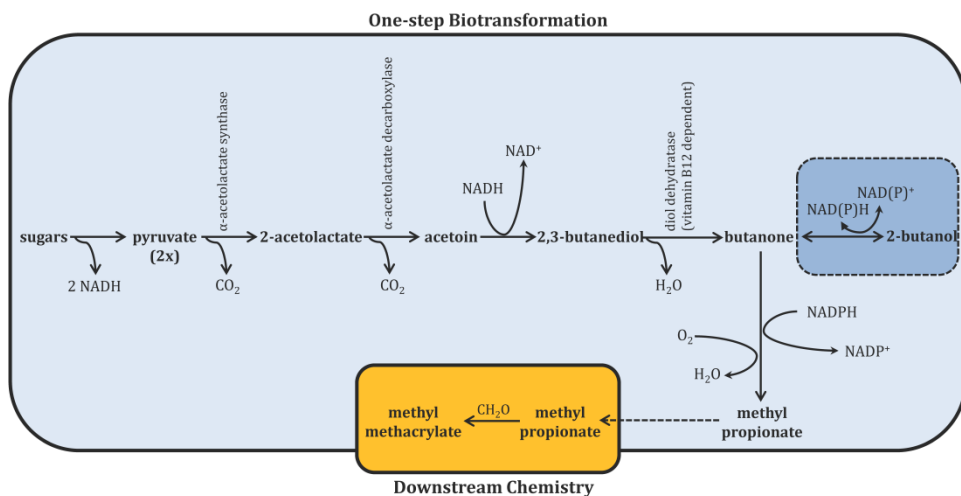 One-step Biotransformation
α-acetolactate synthase
α-acetolactate decarboxylase
diol dehydratase
(vitamin B12 dependent)
NAD⁺
NADH
NAD(P)⁺
NAD(P)H
sugars
pyruvate
(2x)
2-acetolactate
acetoin
2,3-butanediol
butanone
2-butanol
2 NADH
CO₂
CO₂
H₂O
NADPH
O₂
NADP⁺
H₂O
methyl
methacrylate
CH₂O
methyl
propionate
methyl
propionate
Downstream Chemistry